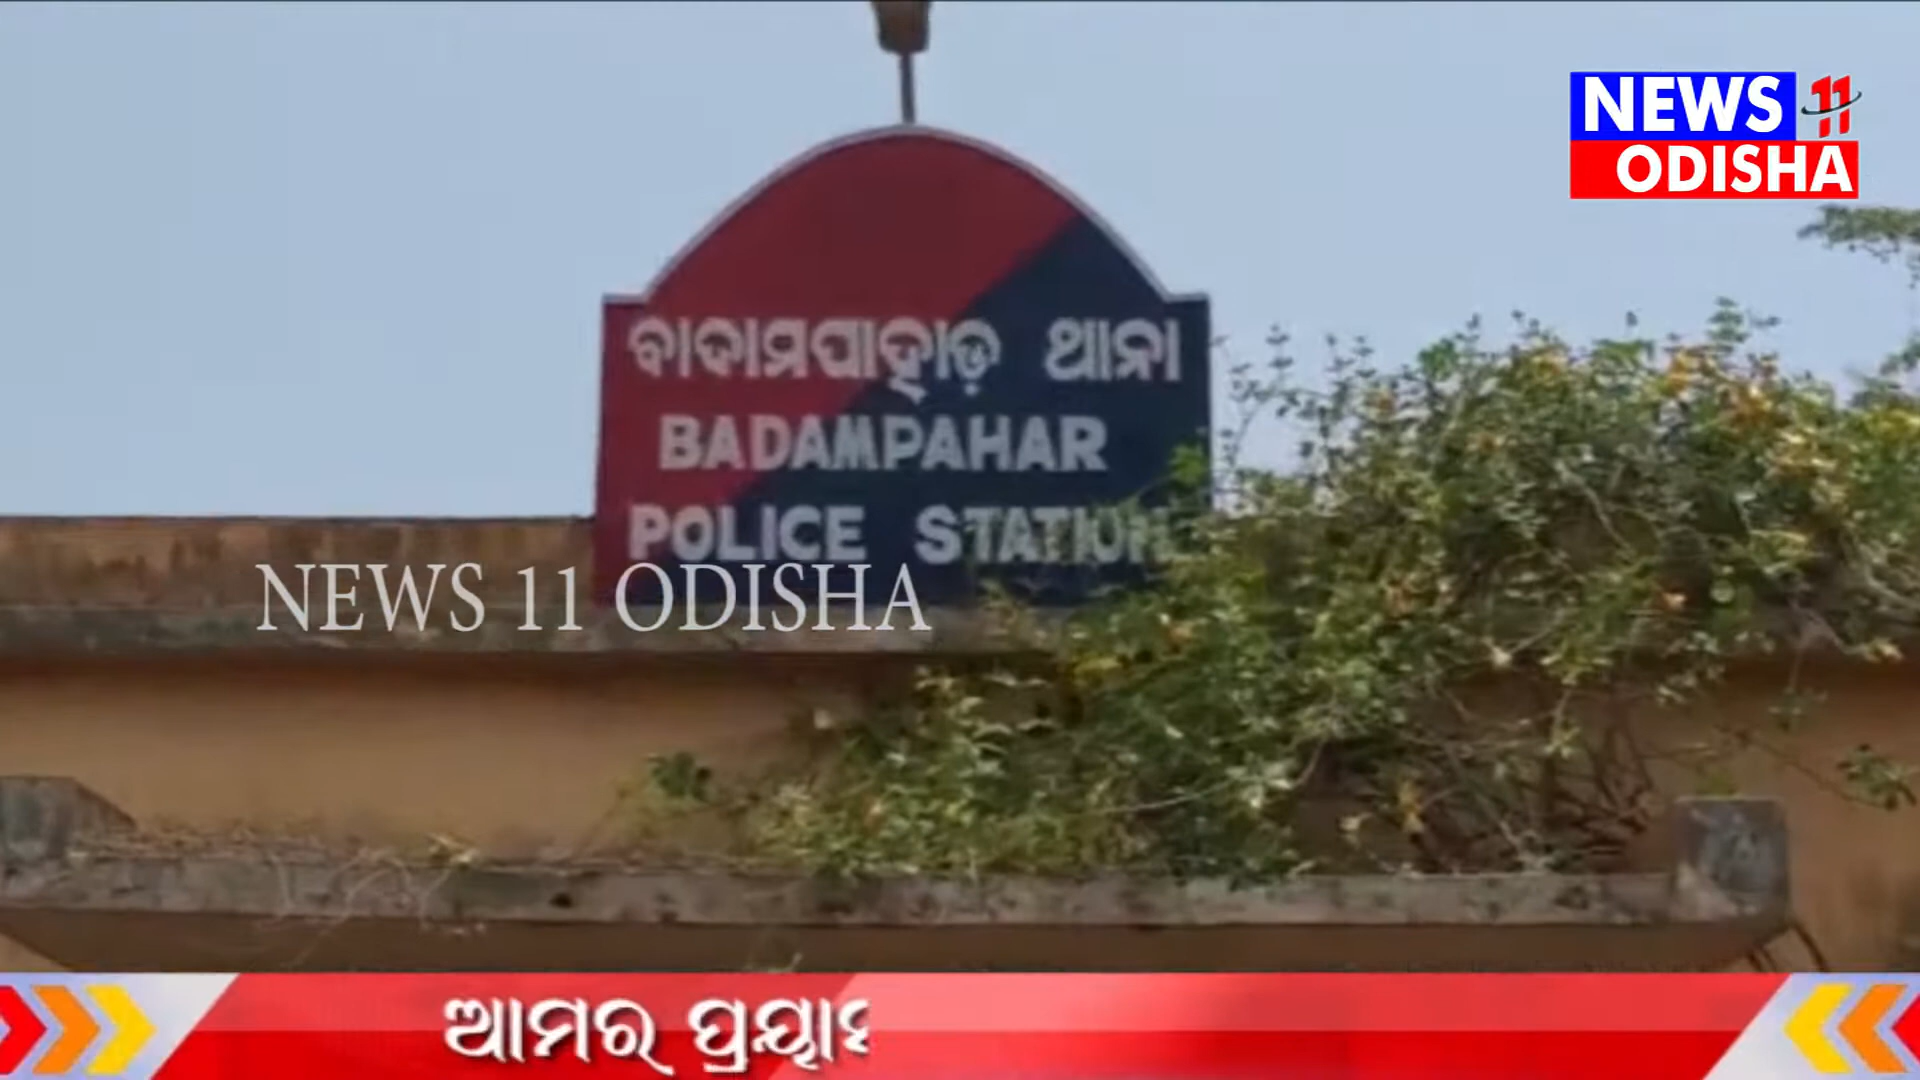 NEWS 11
ODISHA
ବାଦାମପାହାଡ଼ ଥାନା
BADAMPAHAR
POLICE STATION
NEWS 11 ODISHA
ଆମର ପ୍ରୟାସ